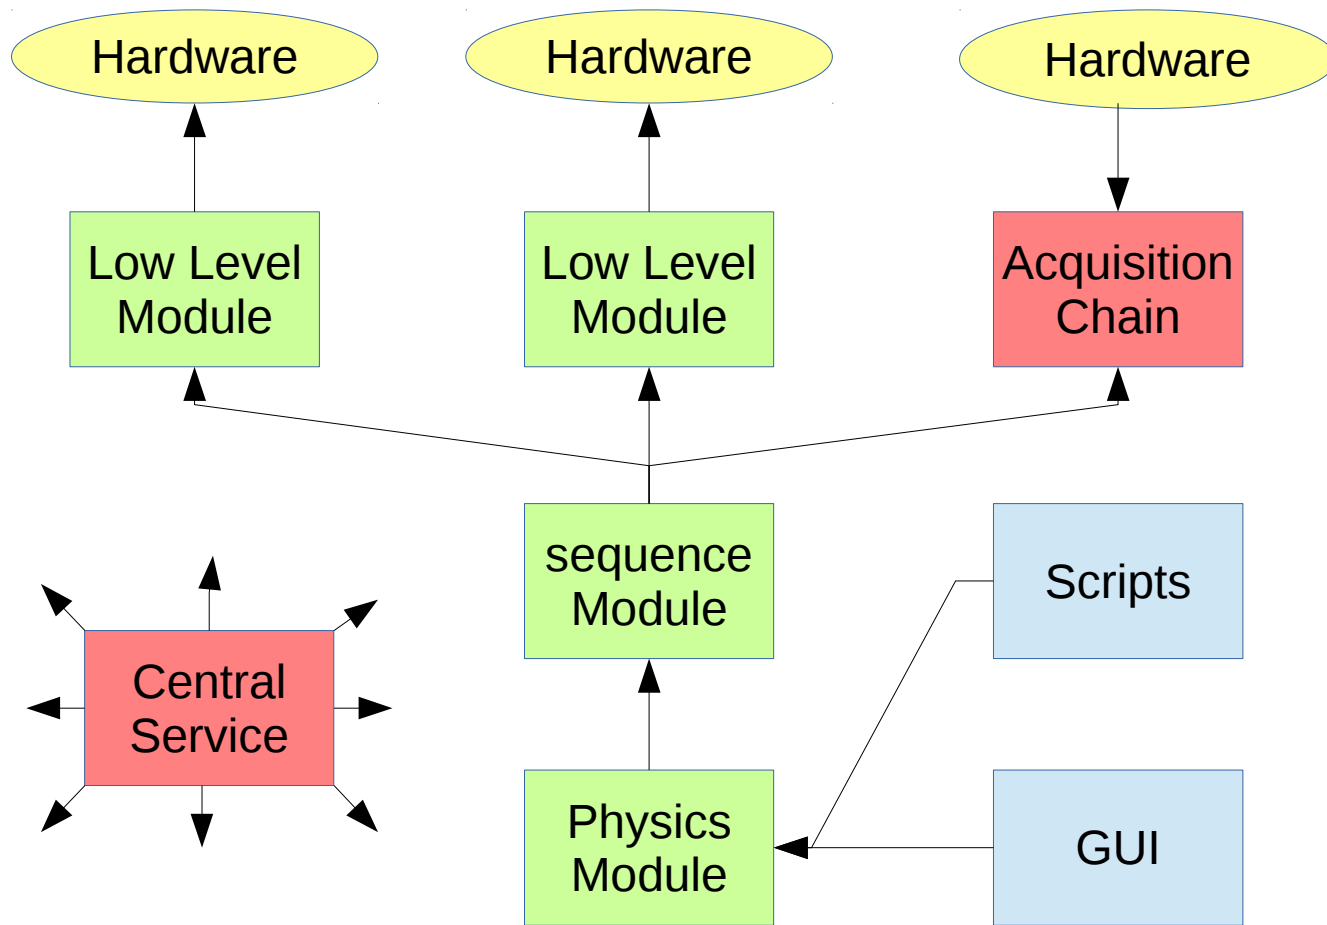 Hardware
Hardware
Hardware
Low Level
Module
Low Level
Module
Acquisition
Chain
sequence
Module
Scripts
Central
Service
Physics
Module
GUI